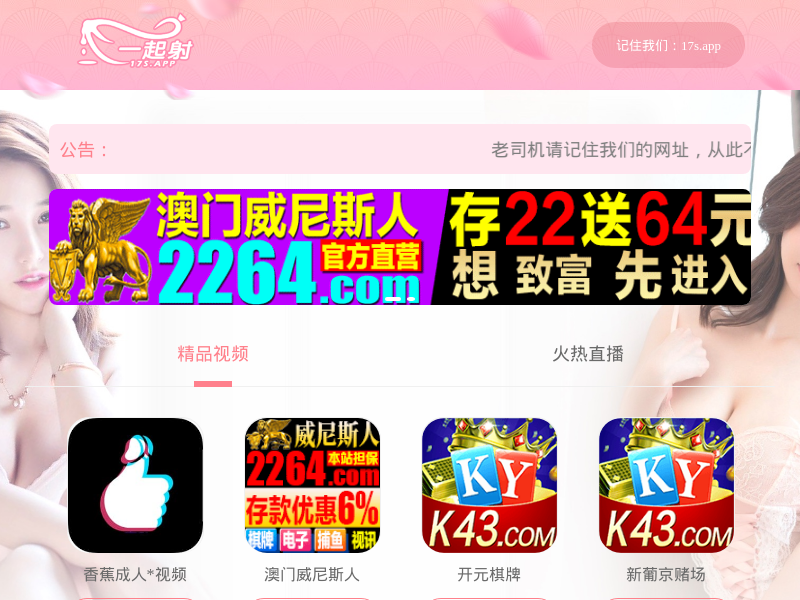 一起射
17S.APP
记住我们：17s.app
公告：
老司机请记住我们的网址，从此
澳门威尼斯人
2264.com
官方直营
存22送64元
想 致富 先进入
精品视频
火热直播
威尼斯人
2264.com
本站担保
存款优惠6%
棋牌 电子 捕鱼 视讯
KY
K43.COM
KY
K43.COM
香蕉成人*视频
澳门威尼斯人
开元棋牌
新葡京赌场